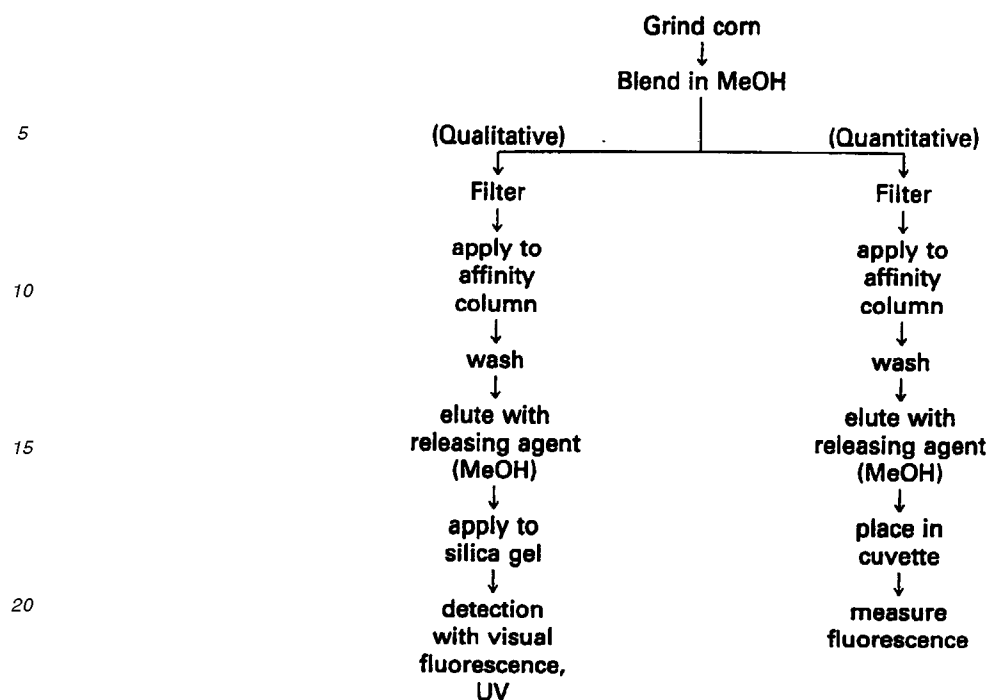 Grind corn
Blend in MeOH
5
(Qualitative)
(Quantitative)
Filter
apply to
affinity
column
wash
elute with
releasing agent
(MeOH)
apply to
silica gel
detection
with visual
fluorescence,
UV
Filter
apply to
affinity
column
wash
elute with
releasing agent
(MeOH)
place in
cuvette
measure
fluorescence
10
15
20